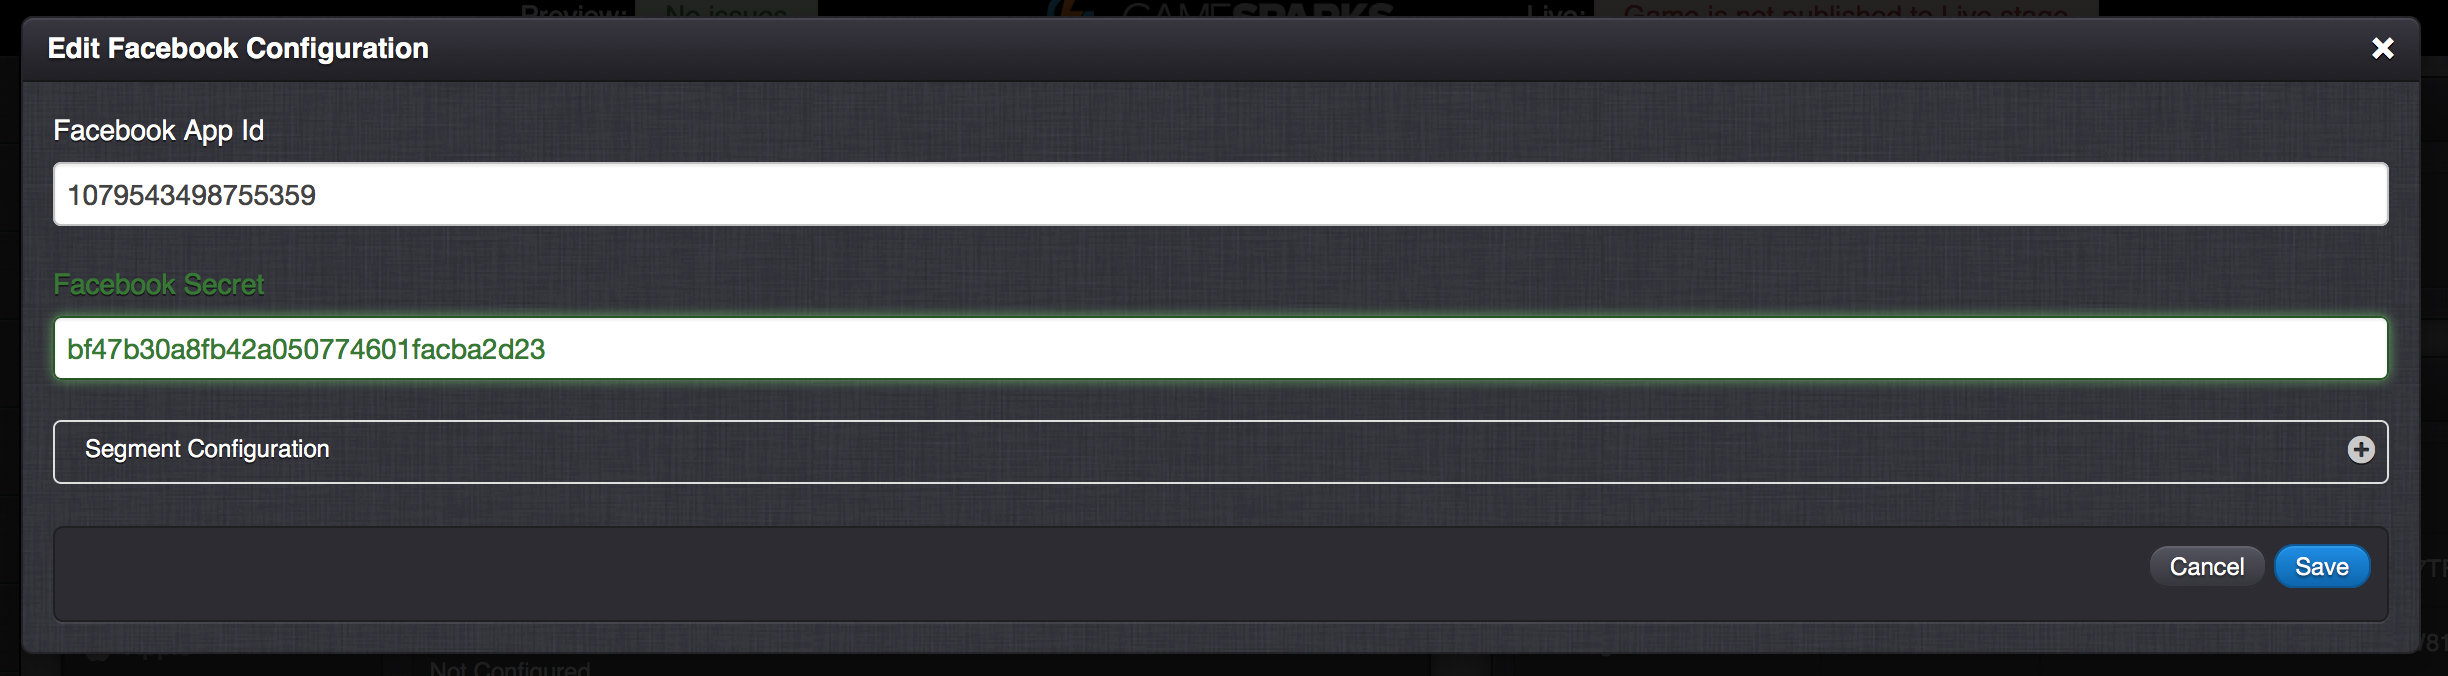 Preview: No issues GAMESPARKS Live: Game is not published to Live stage
Edit Facebook Configuration
Facebook App Id
1079543498755359
Facebook Secret
bf47b30a8fb42a050774601facba2d23
Segment Configuration
Cancel Save
Not Configured